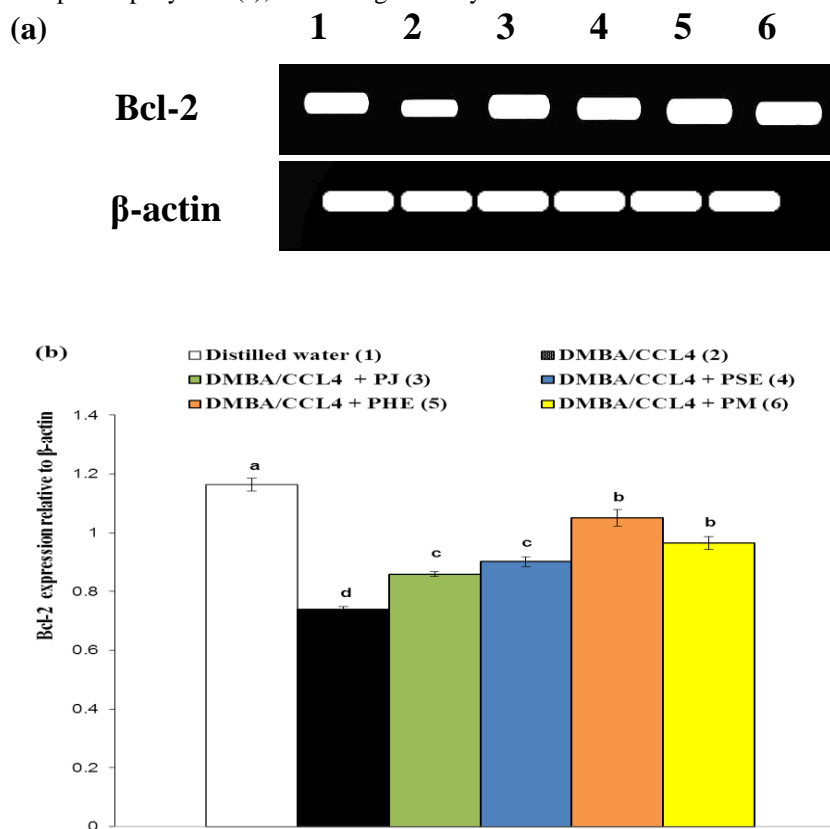 (a) 1 2 3 4 5 6
Bcl-2
β-actin
(b)
Distilled water (1) DMBA/CCL4 (2)
DMBA/CCL4 + PJ (3) DMBA/CCL4 + PSE (4)
DMBA/CCL4 + PHE (5) DMBA/CCL4 + PM (6)
Bcl-2 expression relative to β-actin
1.4
1.2
1
0.8
0.6
0.4
0.2
0
a
d
c
c
b
b